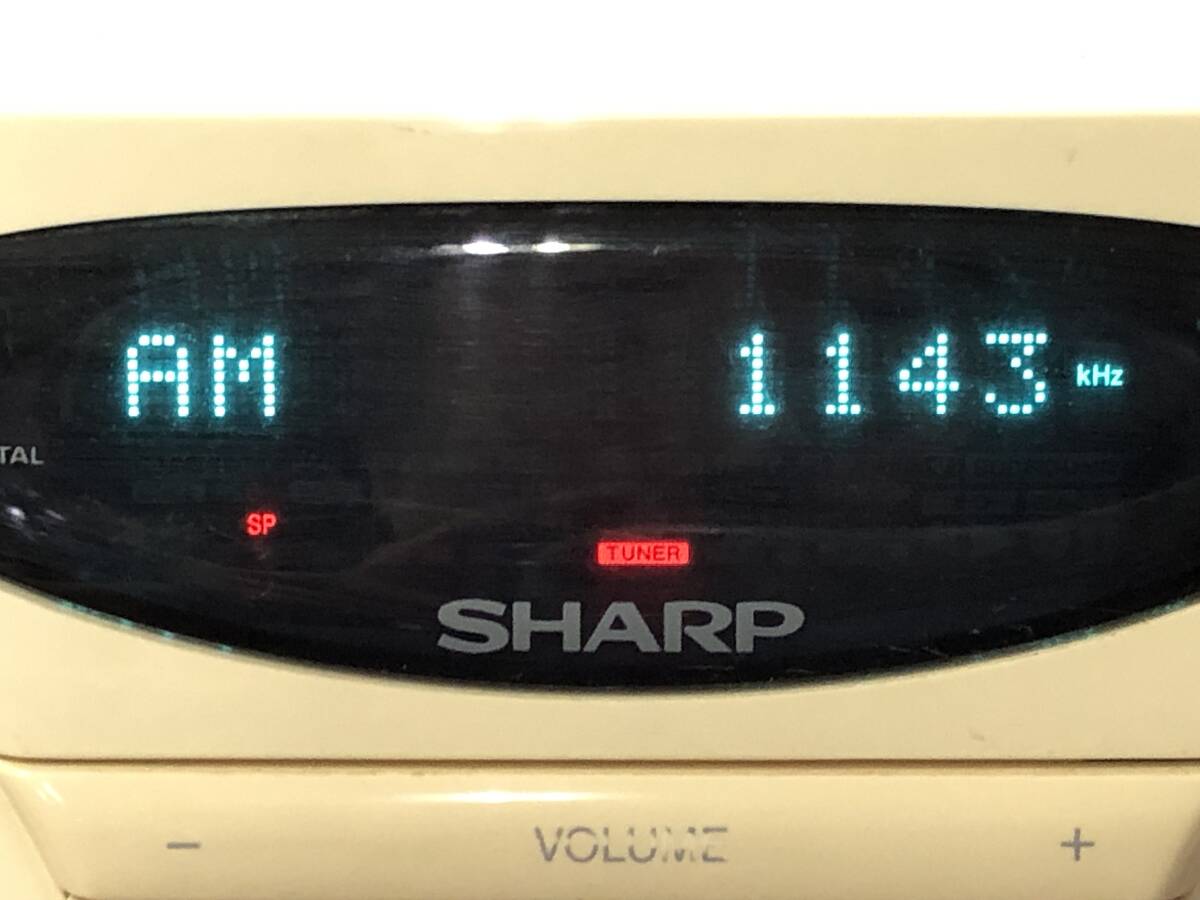 AM 1143 kHz
TAL
SP
TUNER
SHARP
- VOLUME +